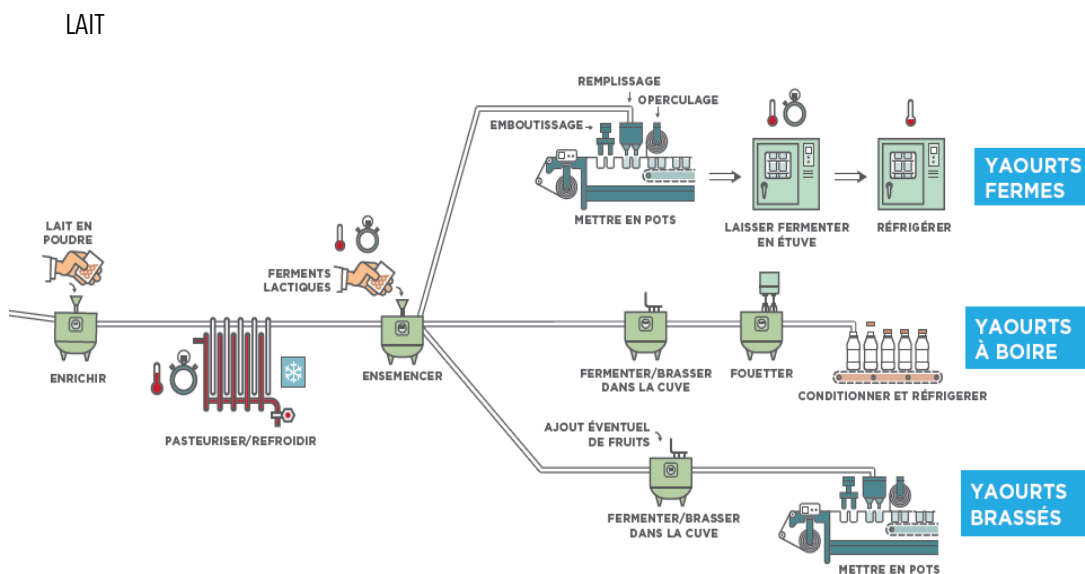 LAIT
REMPLISSAGE
OPERCULAGE
EMBOUTISSAGE
METTRE EN POTS
LAISSER FERMENTER
EN ÉTUVE
RÉFRIGÉRER
YAOURTS
FERMES
LAIT EN
POUDRE
ENRICHIR
PASTEURISER/REFROIDIR
FERMENTS
LACTIQUES
ENSEMENCER
FERMENTER/BRASSER
DANS LA CUVE
FOUETTER
CONDITIONNER ET RÉFRIGERER
YAOURTS
À BOIRE
AJOUT ÉVENTUEL
DE FRUITS
FERMENTER/BRASSER
DANS LA CUVE
METTRE EN POTS
YAOURTS
BRASSÉS